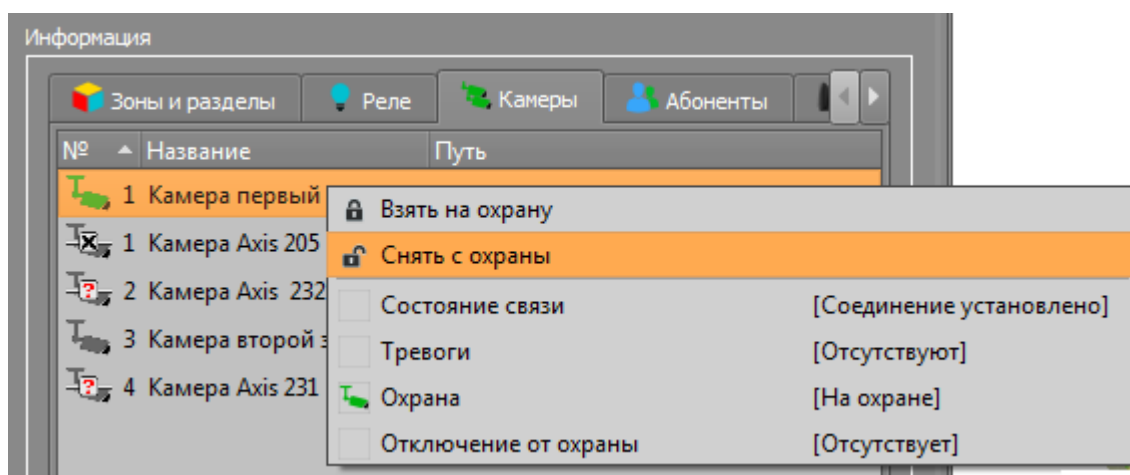 Информация
Зоны и разделы Реле Камеры Абоненты
№ Название Путь
1 Камера первый
Взять на охрану
1 Камера Axis 205
Снять с охраны
2 Камера Axis 232
Состояние связи [Соединение установлено]
3 Камера второй
Тревоги [Отсутствуют]
4 Камера Axis 231
Охрана [На охране]
Отключение от охраны [Отсутствует]